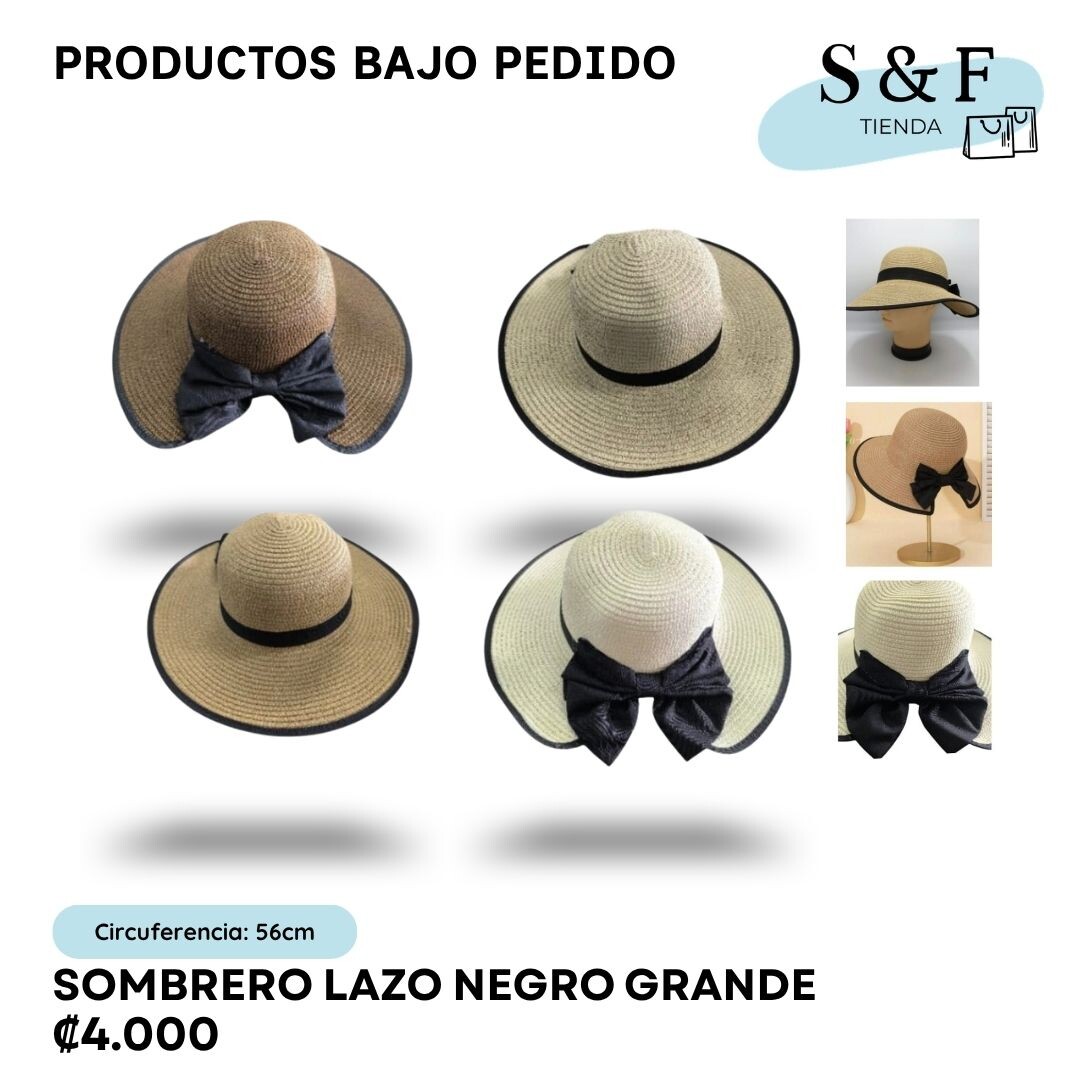 PRODUCTOS BAJO PEDIDO
S & F
TIENDA
Circuferencia: 56cm
SOMBRERO LAZO NEGRO GRANDE
₡4.000